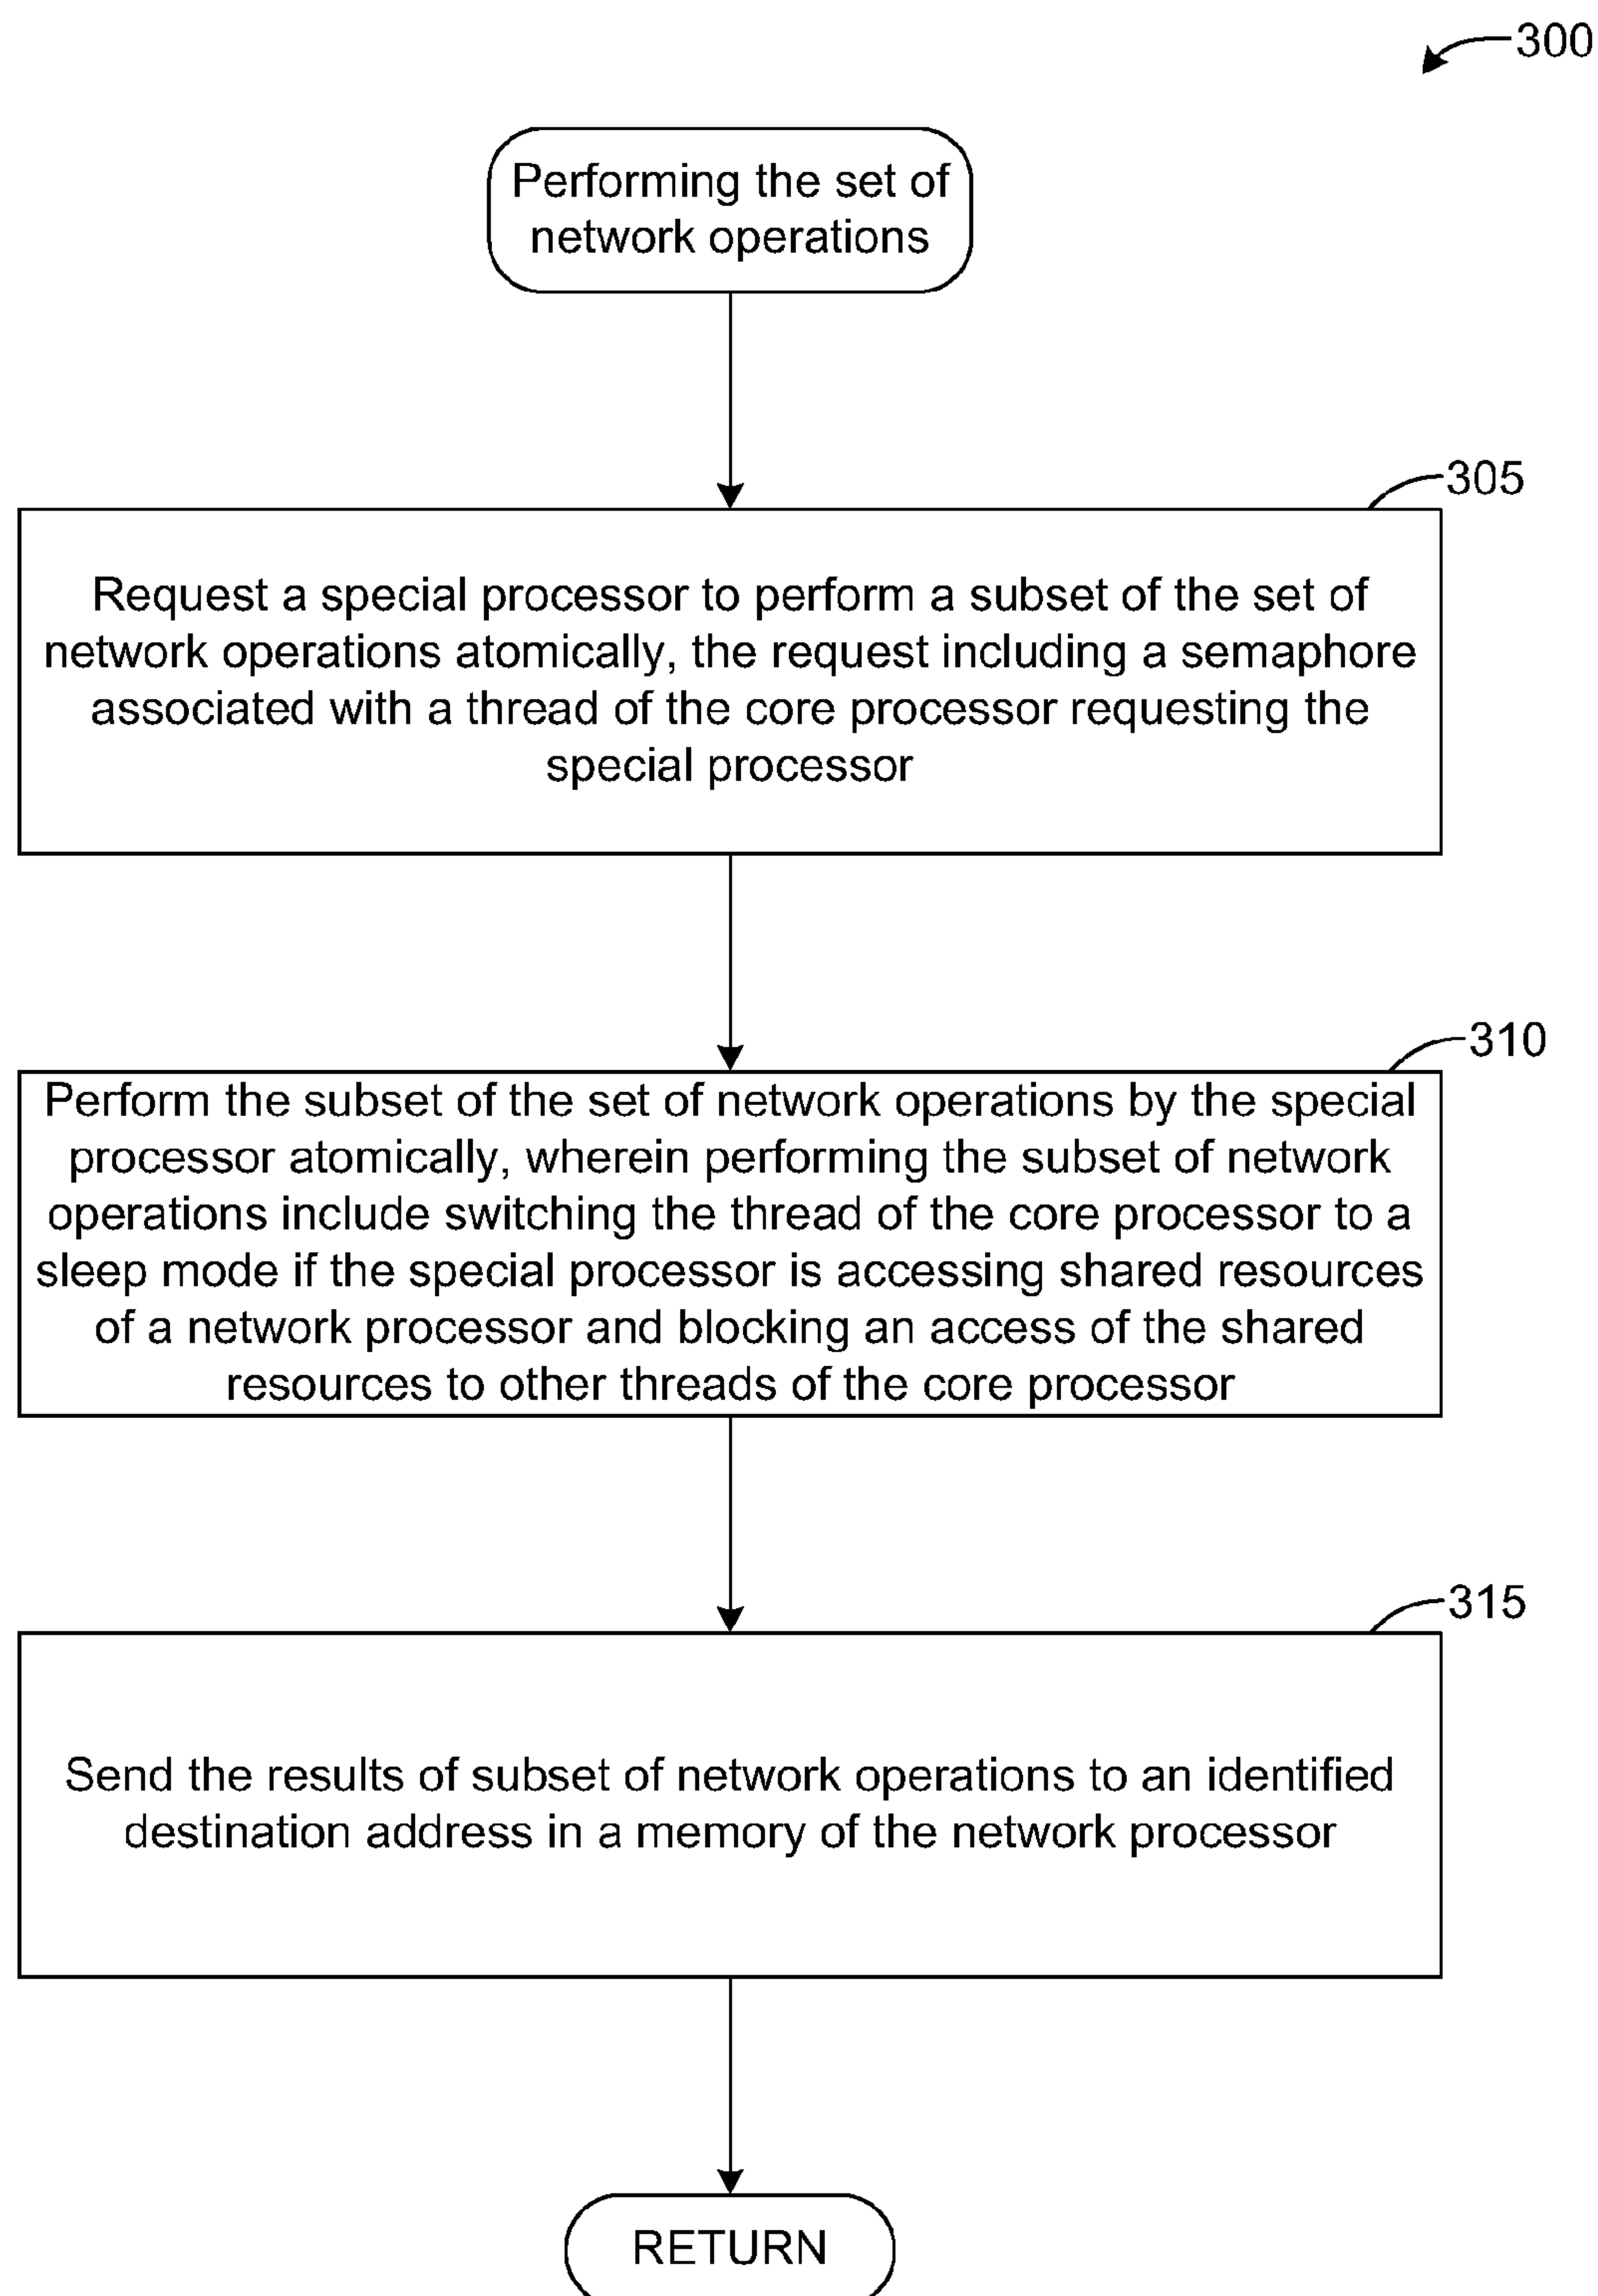 300
Performing the set of
network operations
305
Request a special processor to perform a subset of the set of
network operations atomically, the request including a semaphore
associated with a thread of the core processor requesting the
special processor
310
Perform the subset of the set of network operations by the special
processor atomically, wherein performing the subset of network
operations include switching the thread of the core processor to a
sleep mode if the special processor is accessing shared resources
of a network processor and blocking an access of the shared
resources to other threads of the core processor
315
Send the results of subset of network operations to an identified
destination address in a memory of the network processor
RETURN